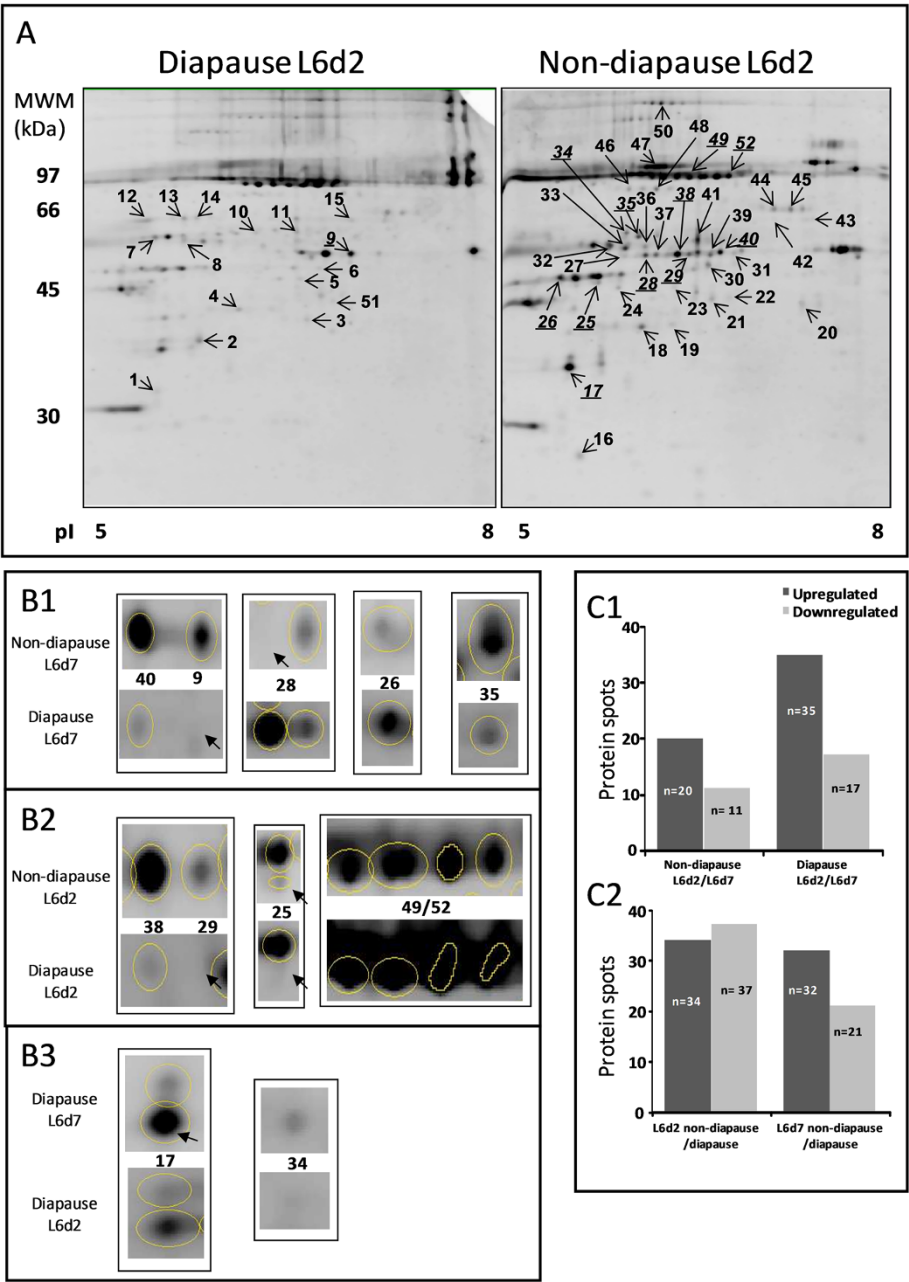 A
Diapause L6d2
Non-diapause L6d2
MWM
(kDa)
97
66
45
30
12 13 14 10 11 15
9
7 8 6
5
4 51
3
2
1
50
46 47 48 49 52
34
33 35 36 37 38 41 39 44 45
43
40
32 27 42
28 29 30 31
26 25 24 23 21 22 20
18 19
17
16
pI 5 8 5 8
B1
Non-diapause
L6d7
40 9 28 26 35
Diapause
L6d7
B2
Non-diapause
L6d2
38 29 25 49/52
Diapause
L6d2
B3
Diapause
L6d7
17 34
Diapause
L6d2
C1
Upregulated
Downregulated
Protein spots
40
30
20
10
0
n=20
n= 11
n=35
n=17
Non-diapause
L6d2/L6d7
Diapause
L6d2/L6d7
C2
Protein spots
40
30
20
10
0
n=34
n= 37
n=32
n=21
L6d2 non-diapause
/diapause
L6d7 non-diapause
/diapause